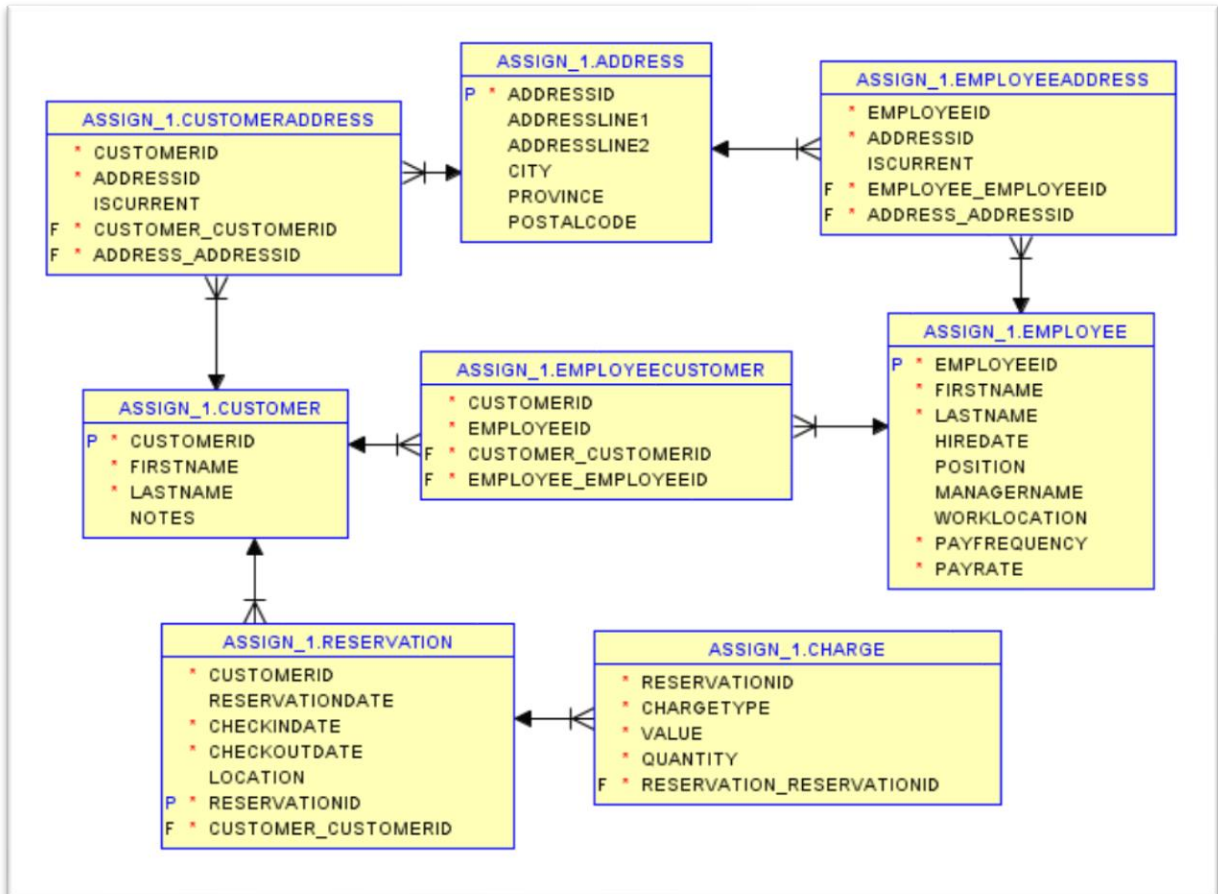 ASSIGN_1.ADDRESS
P * ADDRESSID
ADDRESSLINE1
ADDRESSLINE2
CITY
PROVINCE
POSTALCODE
ASSIGN_1.EMPLOYEEADDRESS
* EMPLOYEEID
* ADDRESSID
ISCURRENT
F * EMPLOYEE_EMPLOYEEID
F * ADDRESS_ADDRESSID
ASSIGN_1.CUSTOMERADDRESS
* CUSTOMERID
* ADDRESSID
ISCURRENT
F * CUSTOMER_CUSTOMERID
F * ADDRESS_ADDRESSID
ASSIGN_1.EMPLOYEE
P * EMPLOYEEID
* FIRSTNAME
* LASTNAME
HIREDATE
POSITION
MANAGERNAME
WORKLOCATION
* PAYFREQUENCY
* PAYRATE
ASSIGN_1.EMPLOYEECUSTOMER
* CUSTOMERID
* EMPLOYEEID
F * CUSTOMER_CUSTOMERID
F * EMPLOYEE_EMPLOYEEID
ASSIGN_1.CUSTOMER
P * CUSTOMERID
* FIRSTNAME
* LASTNAME
NOTES
ASSIGN_1.RESERVATION
* CUSTOMERID
RESERVATIONDATE
* CHECKINDATE
* CHECKOUTDATE
LOCATION
P * RESERVATIONID
F * CUSTOMER_CUSTOMERID
ASSIGN_1.CHARGE
* RESERVATIONID
* CHARGETYPE
* VALUE
* QUANTITY
F * RESERVATION_RESERVATIONID